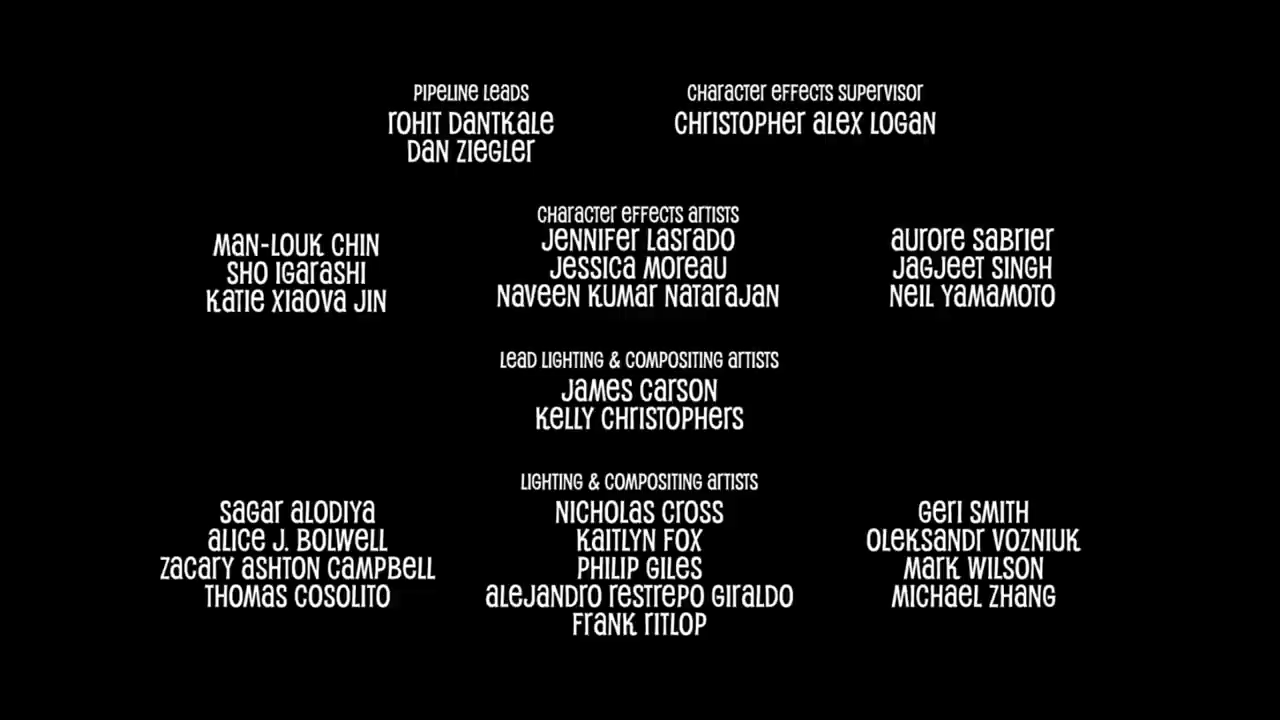 PIPELINE LEADS
ROHIT DANTKALE
DAN ZIEGLER
CHARACTER EFFECTS SUPERVISOR
CHRISTOPHER ALEX LOGAN
CHARACTER EFFECTS ARTISTS
MAN-LOUK CHIN
SHO IGARASHI
KATIE XIAOVA JIN
JENNIFER LASRADO
JESSICA MOREAU
NAVEEN KUMAR NATARAJAN
AURORE SABRIER
JAGJEET SINGH
NEIL YAMAMOTO
LEAD LIGHTING & COMPOSITING ARTISTS
JAMES CARSON
KELLY CHRISTOPHERS
LIGHTING & COMPOSITING ARTISTS
SAGAR ALODIYA
ALICE J. BOLWELL
ZACARY ASHTON CAMPBELL
THOMAS COSOLITO
NICHOLAS CROSS
KAITLYN FOX
PHILIP GILES
ALEJANDRO RESTREPO GIRALDO
FRANK RITLOP
GERI SMITH
OLEKSANDR VOZNIUK
MARK WILSON
MICHAEL ZHANG